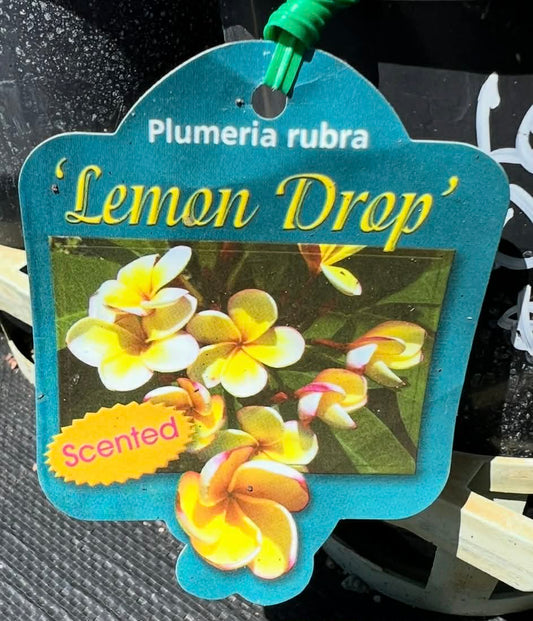 Plumeria rubra
‘Lemon Drop’
Scented